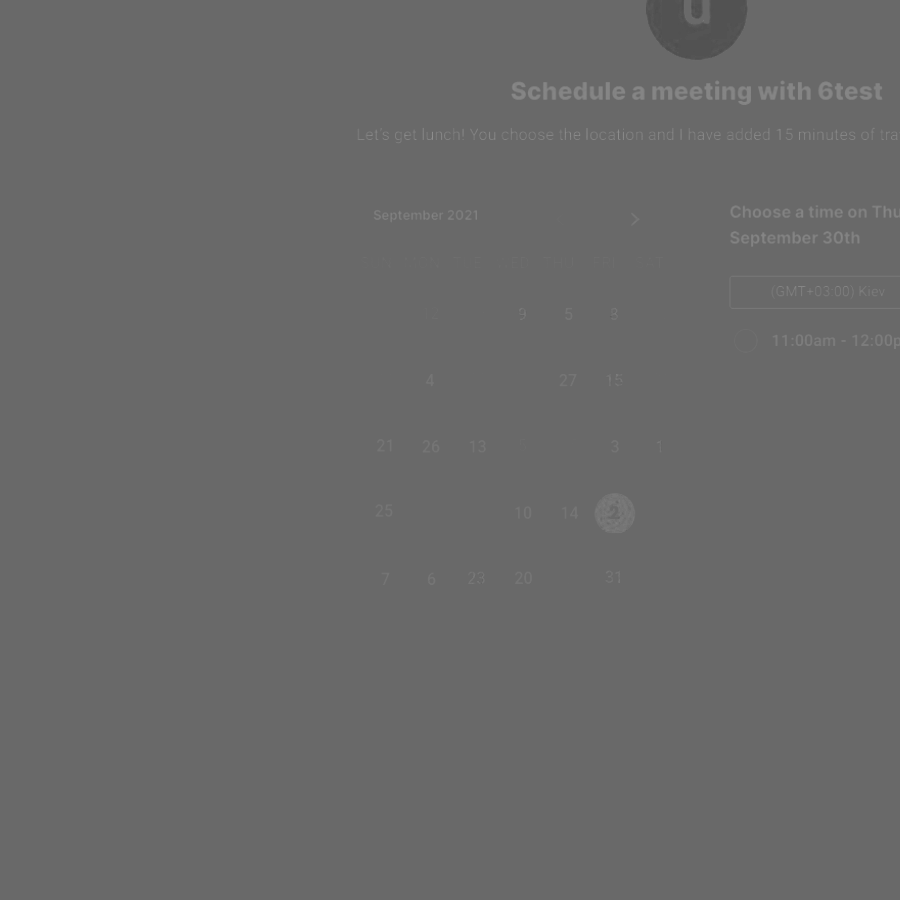 u
Schedule a meeting with 6test
Let's get lunch! You choose the location and I have added 15 minutes of tra
September 2021
Choose a time on Thu
September 30th
(GMT+03:00) Kiev
9 5 3
11:00am - 12:00p
4 27 15
21 26 13 3 1
25 10 14 2
7 6 23 20 31